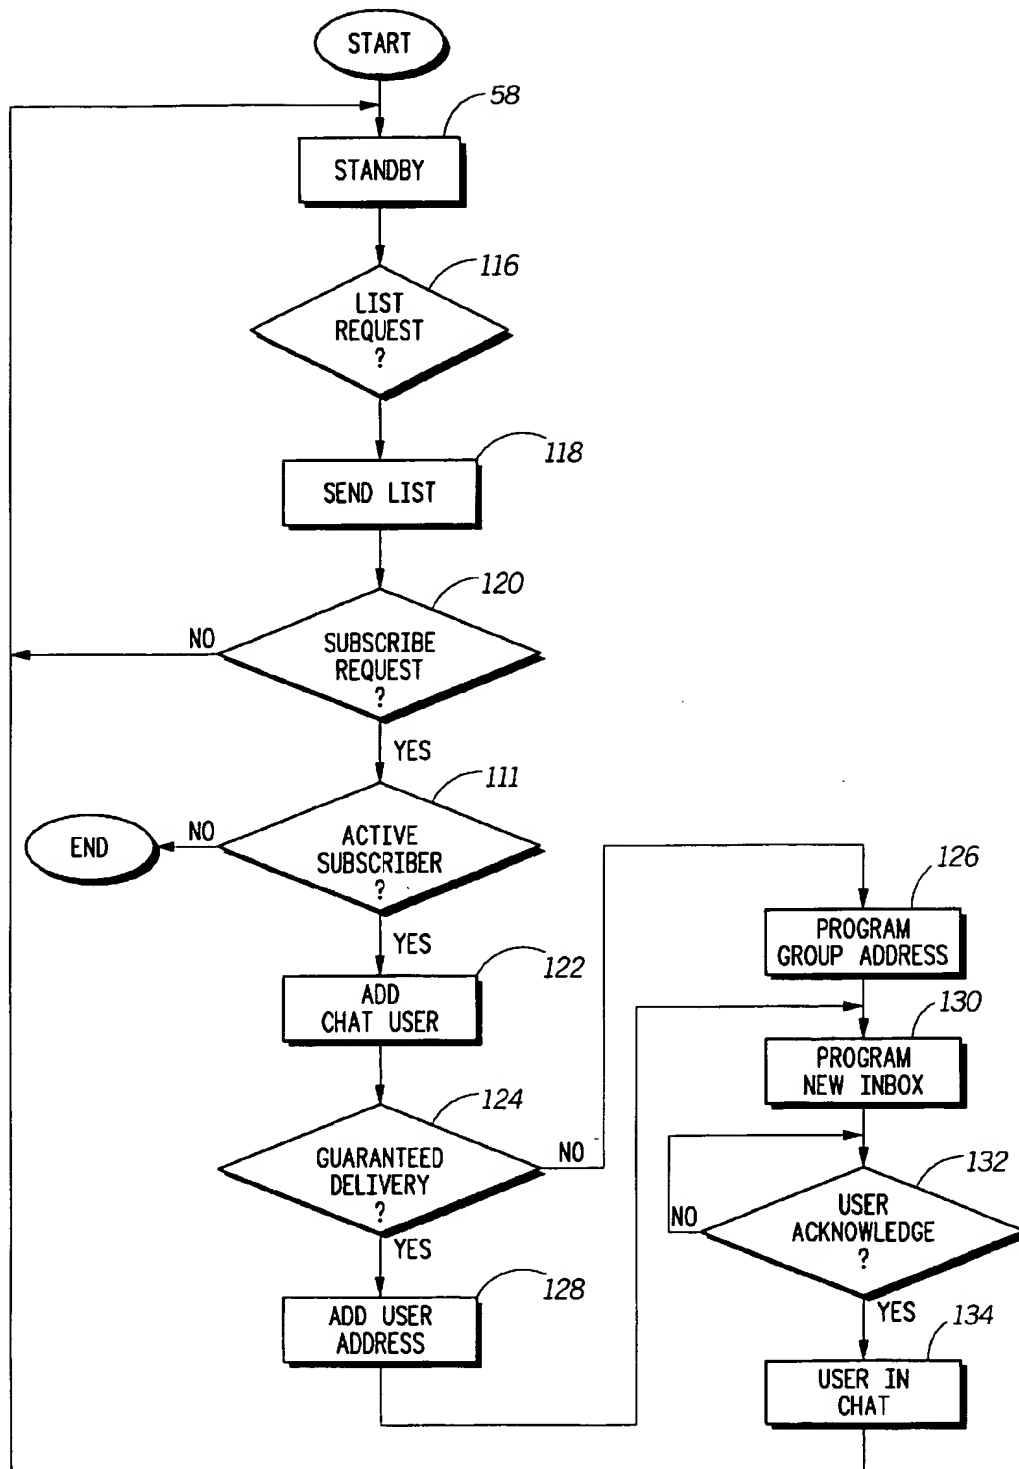 START
58
STANDBY
116
LIST
REQUEST
?
118
SEND LIST
120
NO
SUBSCRIBE
REQUEST
?
YES
111
END
NO
ACTIVE
SUBSCRIBER
?
YES
122
ADD
CHAT USER
124
GUARANTEED
DELIVERY
?
NO
YES
128
ADD USER
ADDRESS
126
PROGRAM
GROUP ADDRESS
130
PROGRAM
NEW INBOX
132
NO
USER
ACKNOWLEDGE
?
YES
134
USER IN
CHAT